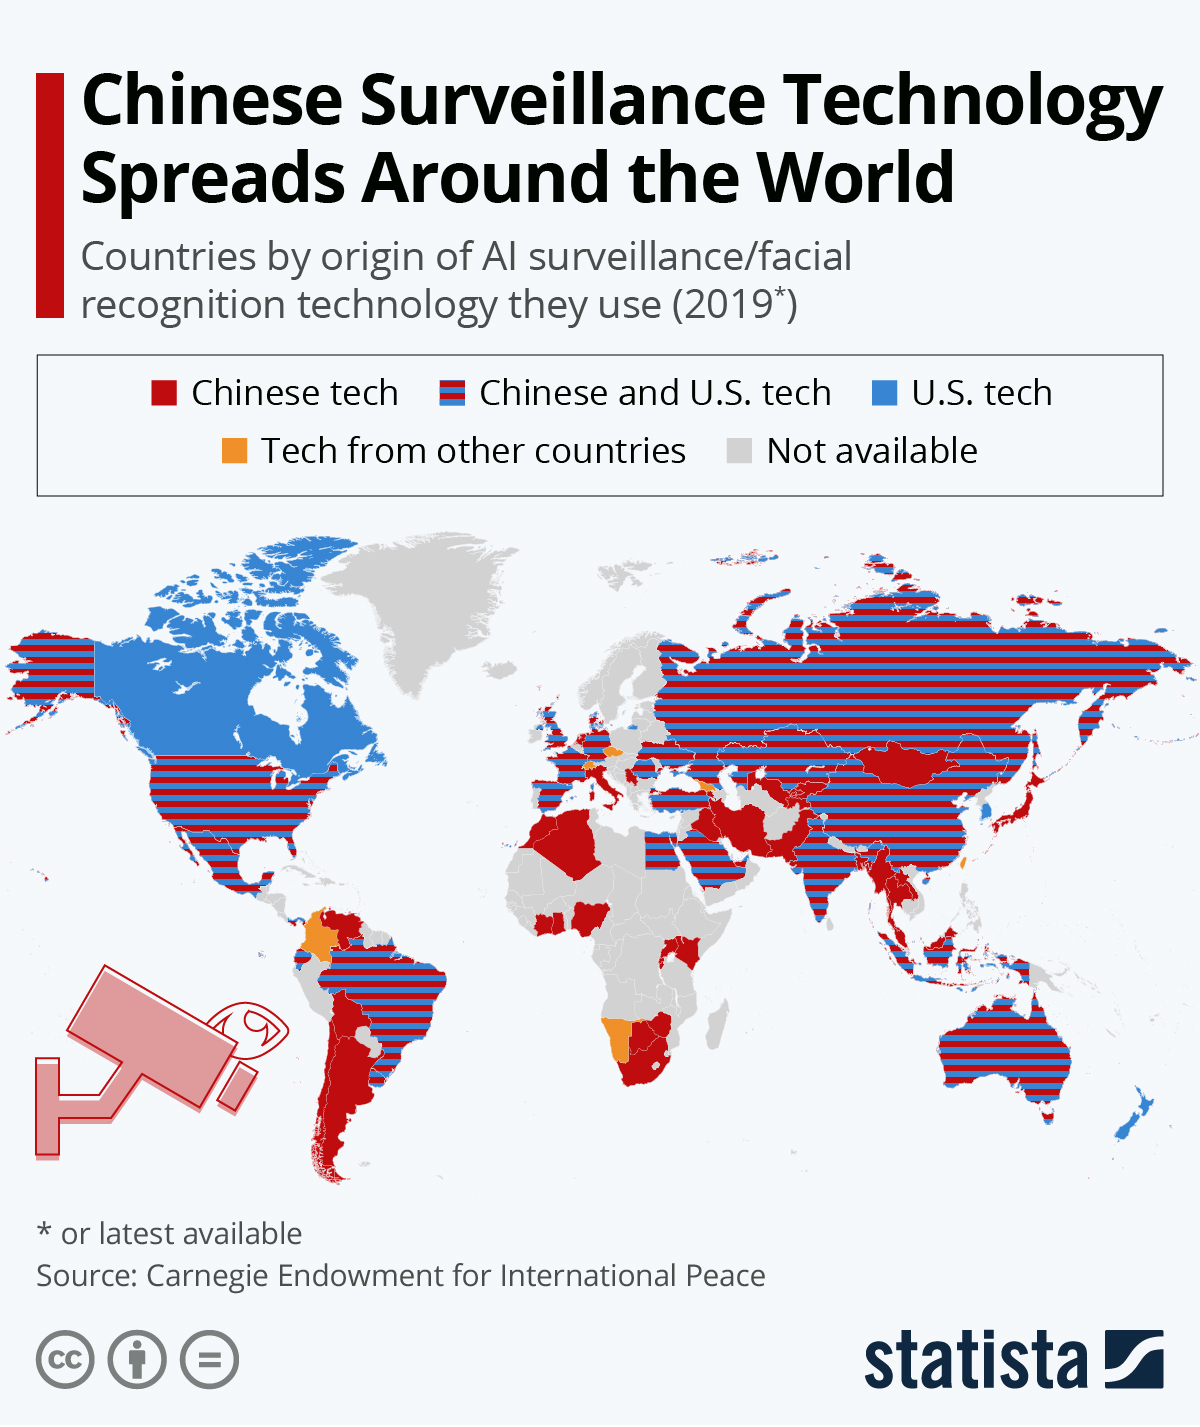 Chinese Surveillance Technology
Spreads Around the World
Countries by origin of AI surveillance/facial
recognition technology they use (2019*)
Chinese tech
Chinese and U.S. tech
U.S. tech
Tech from other countries
Not available
* or latest available
Source: Carnegie Endowment for International Peace
cc
statista